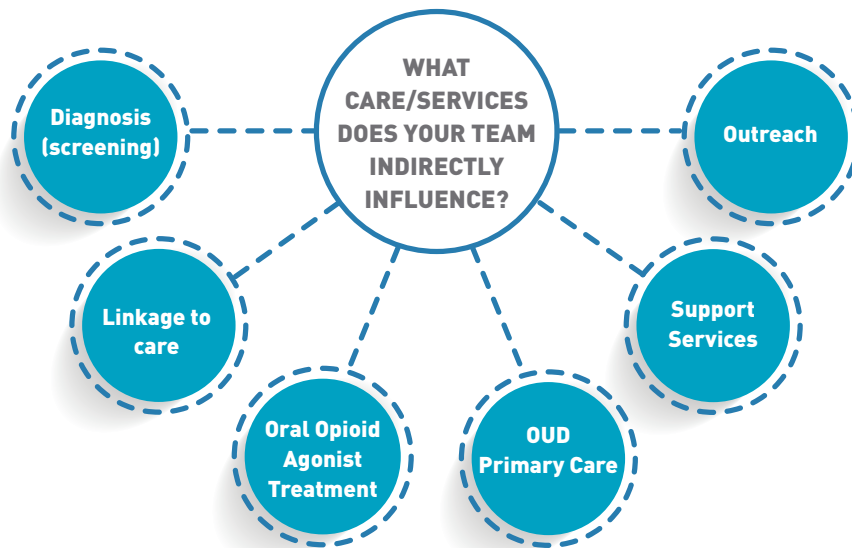 WHAT
CARE/SERVICES
DOES YOUR TEAM
INDIRECTLY
INFLUENCE?
Diagnosis
(screening)
Linkage to
care
Oral Opioid
Agonist
Treatment
OUD
Primary Care
Support
Services
Outreach